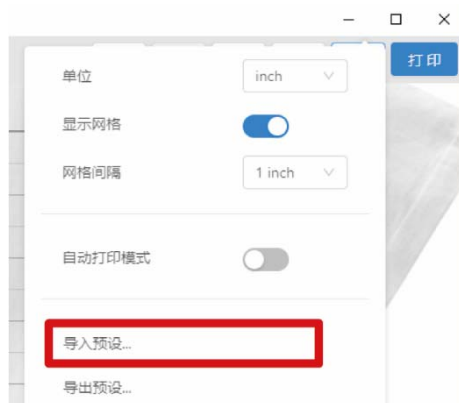 打印
单位 inch
显示网格
网格间隔 1 inch
自动打印模式
导入预设...
导出预设...